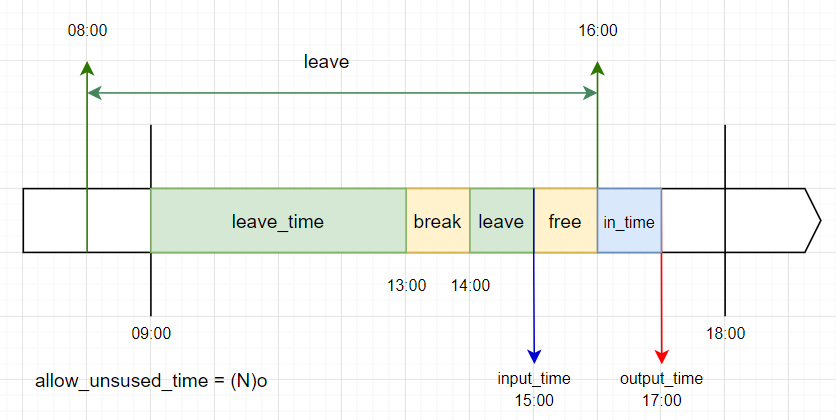 08:00
16:00
leave
leave_time
break
leave
free
in_time
13:00
14:00
09:00
18:00
allow_unsused_time = (N)o
input_time
15:00
output_time
17:00